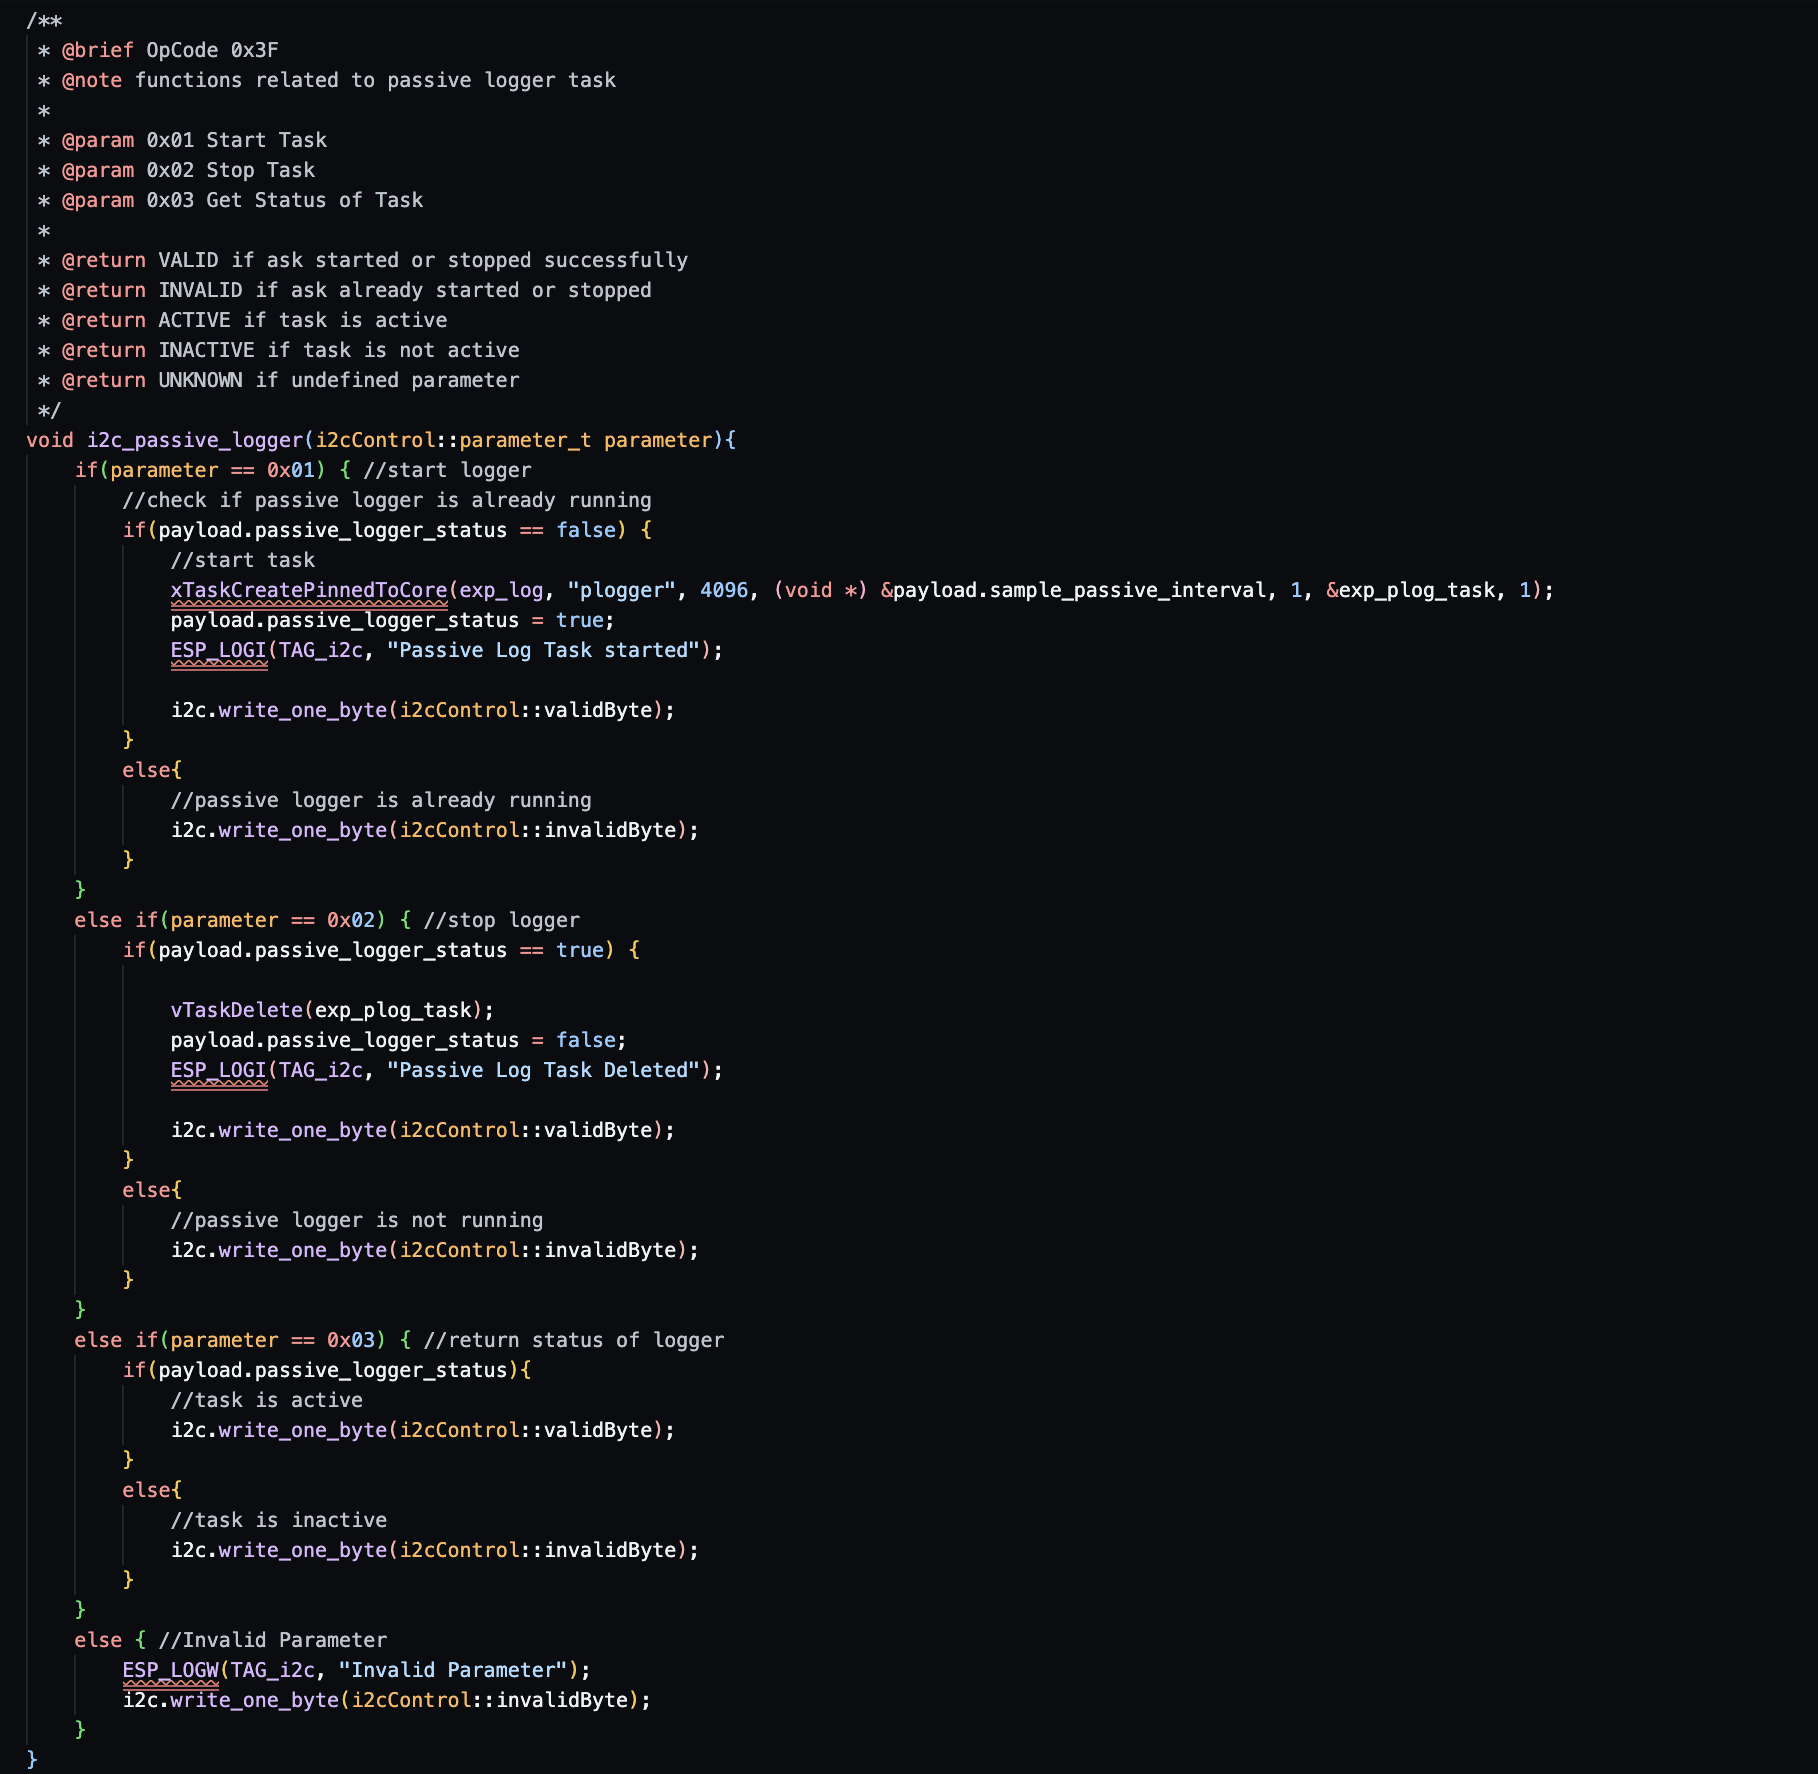 /**
 * @brief OpCode 0x3F
 * @note functions related to passive logger task
 *
 * @param 0x01 Start Task
 * @param 0x02 Stop Task
 * @param 0x03 Get Status of Task
 *
 * @return VALID if ask started or stopped successfully
 * @return INVALID if ask already started or stopped
 * @return ACTIVE if task is active
 * @return INACTIVE if task is not active
 * @return UNKNOWN if undefined parameter
 */
void i2c_passive_logger(i2cControl::parameter_t parameter){
    if(parameter == 0x01) { //start logger
        //check if passive logger is already running
        if(payload.passive_logger_status == false) {
            //start task
            xTaskCreatePinnedToCore(exp_log, "plogger", 4096, (void *) &payload.sample_passive_interval, 1, &exp_plog_task, 1);
            payload.passive_logger_status = true;
            ESP_LOGI(TAG_i2c, "Passive Log Task started");

            i2c.write_one_byte(i2cControl::validByte);
        }
        else{
            //passive logger is already running
            i2c.write_one_byte(i2cControl::invalidByte);
        }
    }
    else if(parameter == 0x02) { //stop logger
        if(payload.passive_logger_status == true) {

            vTaskDelete(exp_plog_task);
            payload.passive_logger_status = false;
            ESP_LOGI(TAG_i2c, "Passive Log Task Deleted");

            i2c.write_one_byte(i2cControl::validByte);
        }
        else{
            //passive logger is not running
            i2c.write_one_byte(i2cControl::invalidByte);
        }
    }
    else if(parameter == 0x03) { //return status of logger
        if(payload.passive_logger_status){
            //task is active
            i2c.write_one_byte(i2cControl::validByte);
        }
        else{
            //task is inactive
            i2c.write_one_byte(i2cControl::invalidByte);
        }
    }
    else { //Invalid Parameter
        ESP_LOGW(TAG_i2c, "Invalid Parameter");
        i2c.write_one_byte(i2cControl::invalidByte);
    }
}